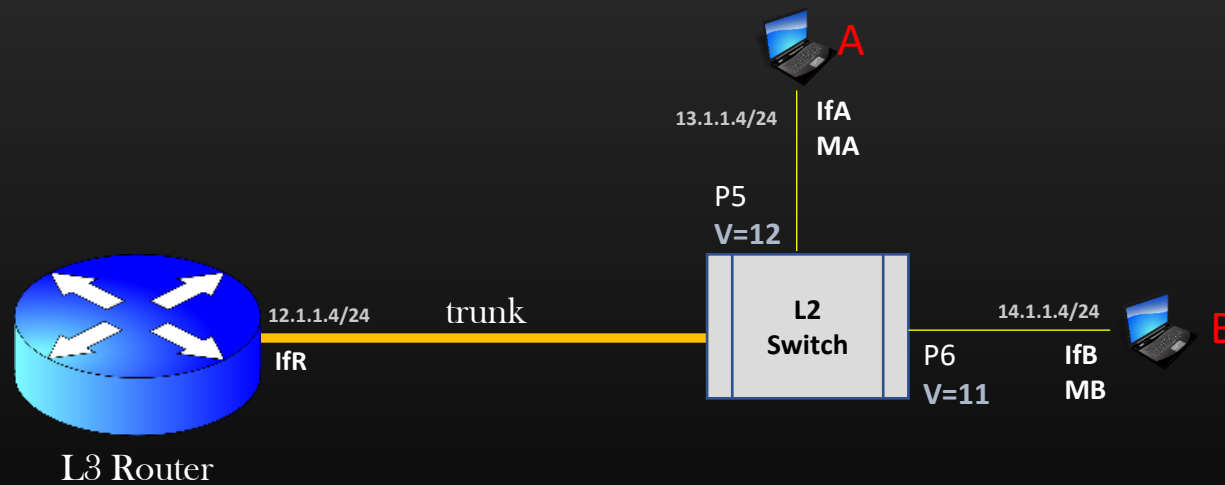 A
13.1.1.4/24
IfA
MA
P5
V=12
12.1.1.4/24
trunk
IfR
L2
Switch
14.1.1.4/24
P6
V=11
IfB
MB
L3 Router